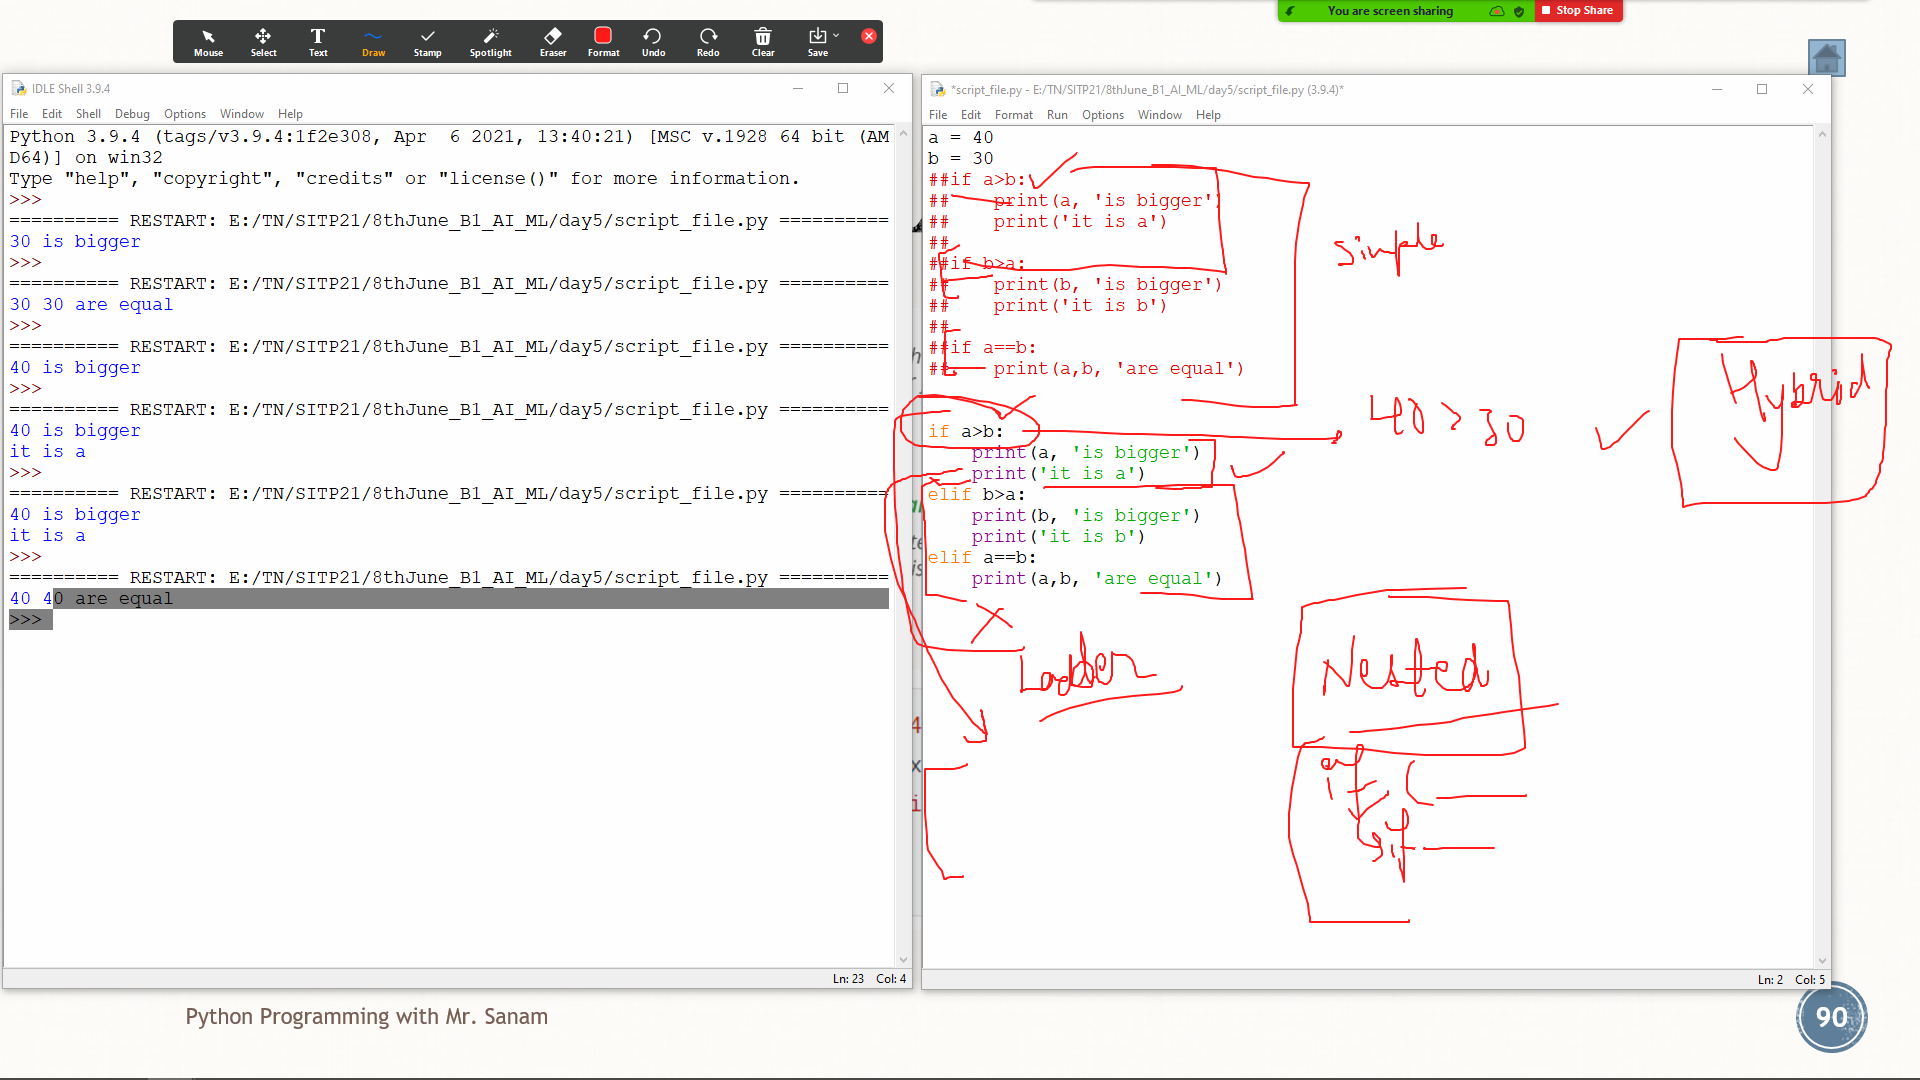 You are screen sharing
Stop Share
Mouse Select Text Draw Stamp Spotlight Eraser Format Undo Redo Clear Save
IDLE Shell 3.9.4
File Edit Shell Debug Options Window Help
Python 3.9.4 (tags/v3.9.4:1f2e308, Apr  6 2021, 13:40:21) [MSC v.1928 64 bit (AM
D64)] on win32
Type "help", "copyright", "credits" or "license()" for more information.
>>>
========== RESTART: E:/TN/SITP21/8thJune_B1_AI_ML/day5/script_file.py ==========
30 is bigger
>>>
========== RESTART: E:/TN/SITP21/8thJune_B1_AI_ML/day5/script_file.py ==========
30 30 are equal
>>>
========== RESTART: E:/TN/SITP21/8thJune_B1_AI_ML/day5/script_file.py ==========
40 is bigger
>>>
========== RESTART: E:/TN/SITP21/8thJune_B1_AI_ML/day5/script_file.py ==========
40 is bigger
it is a
>>>
========== RESTART: E:/TN/SITP21/8thJune_B1_AI_ML/day5/script_file.py ==========
40 is bigger
it is a
>>>
========== RESTART: E:/TN/SITP21/8thJune_B1_AI_ML/day5/script_file.py ==========
40 40 are equal
>>>
Ln: 23 Col: 4
*script_file.py - E:/TN/SITP21/8thJune_B1_AI_ML/day5/script_file.py (3.9.4)*
File Edit Format Run Options Window Help
a = 40
b = 30
##if a>b:
##    print(a, 'is bigger')
##    print('it is a')
##
##if b>a:
##    print(b, 'is bigger')
##    print('it is b')
##
##if a==b:
##    print(a,b, 'are equal')
if a>b:
    print(a, 'is bigger')
    print('it is a')
elif b>a:
    print(b, 'is bigger')
    print('it is b')
elif a==b:
    print(a,b, 'are equal')
Simple
40 > 30
Hybrid
Ladder
Nested
if
if
Ln: 2 Col: 5
Python Programming with Mr. Sanam
90